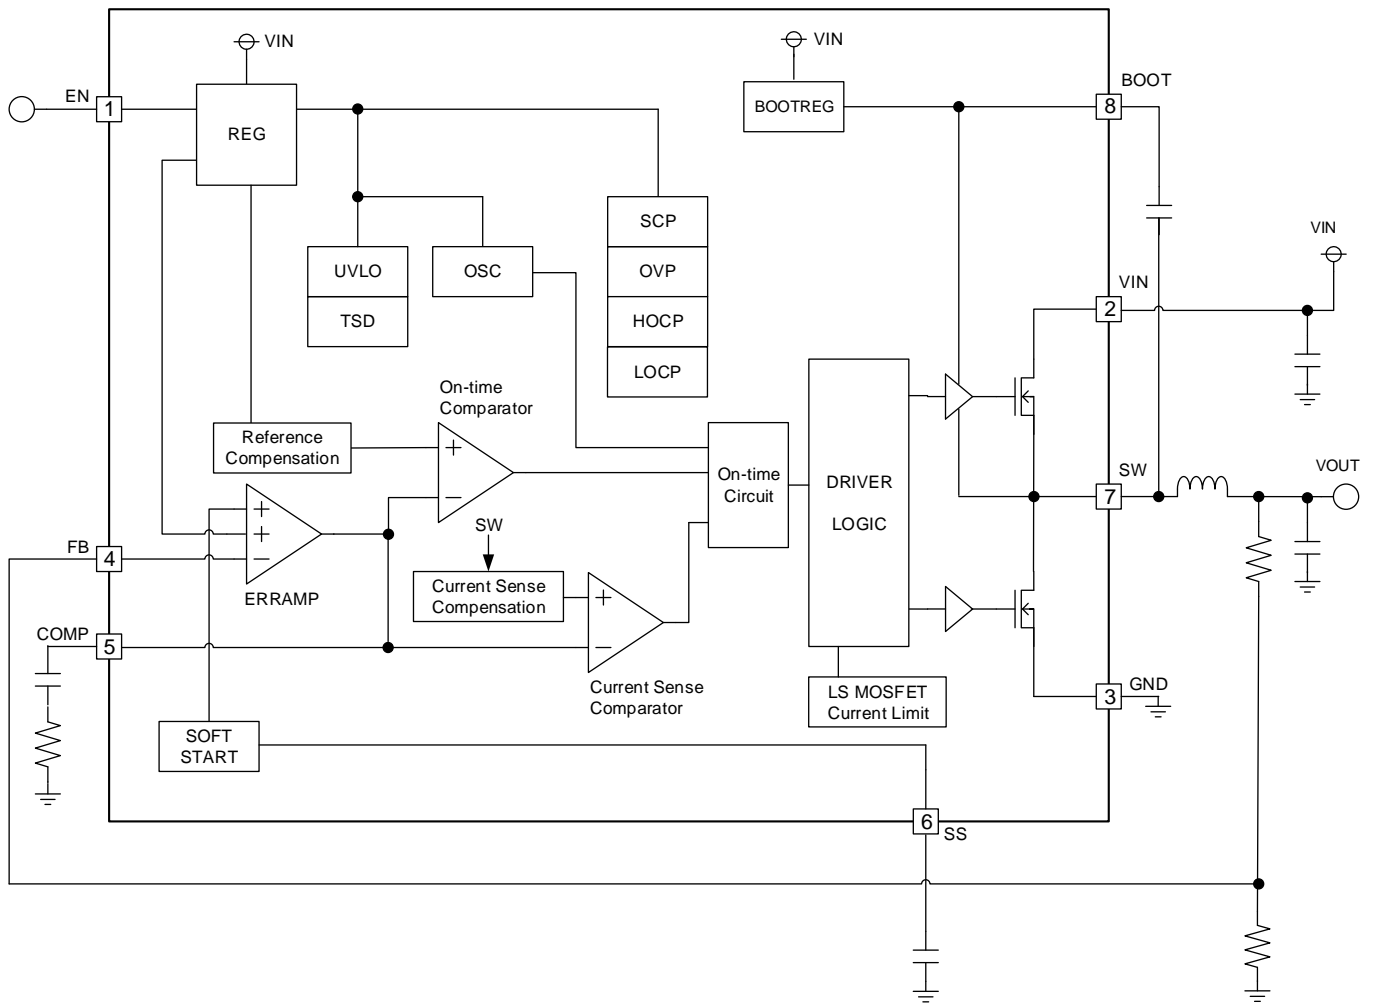 VIN
VIN
EN
1
BOOT
8
REG
BOOTREG
SCP
VIN
UVLO
OSC
OVP
VIN
2
TSD
HOCP
LOCP
On-time
Comparator
Reference
Compensation
+
−
On-time
Circuit
DRIVER
LOGIC
SW
7
VOUT
+
+
−
SW
FB
4
ERRAMP
Current Sense
Compensation
+
−
COMP
5
Current Sense
Comparator
LS MOSFET
Current Limit
GND
3
SOFT
START
6
SS